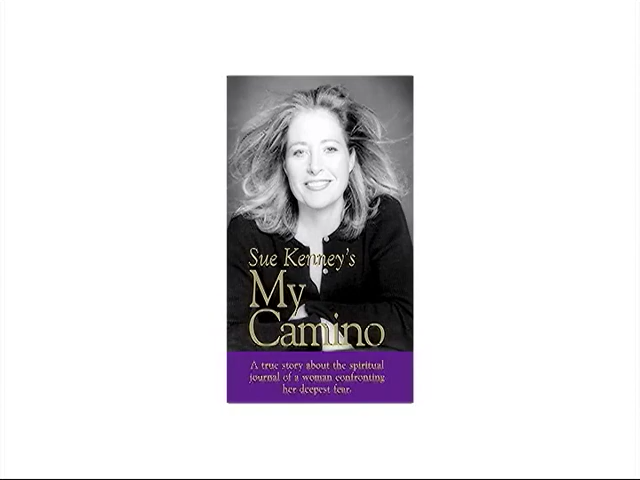 Sue Kenney's
My
Camino
A true story about the spiritual
journal of a woman confronting
her deepest fear.